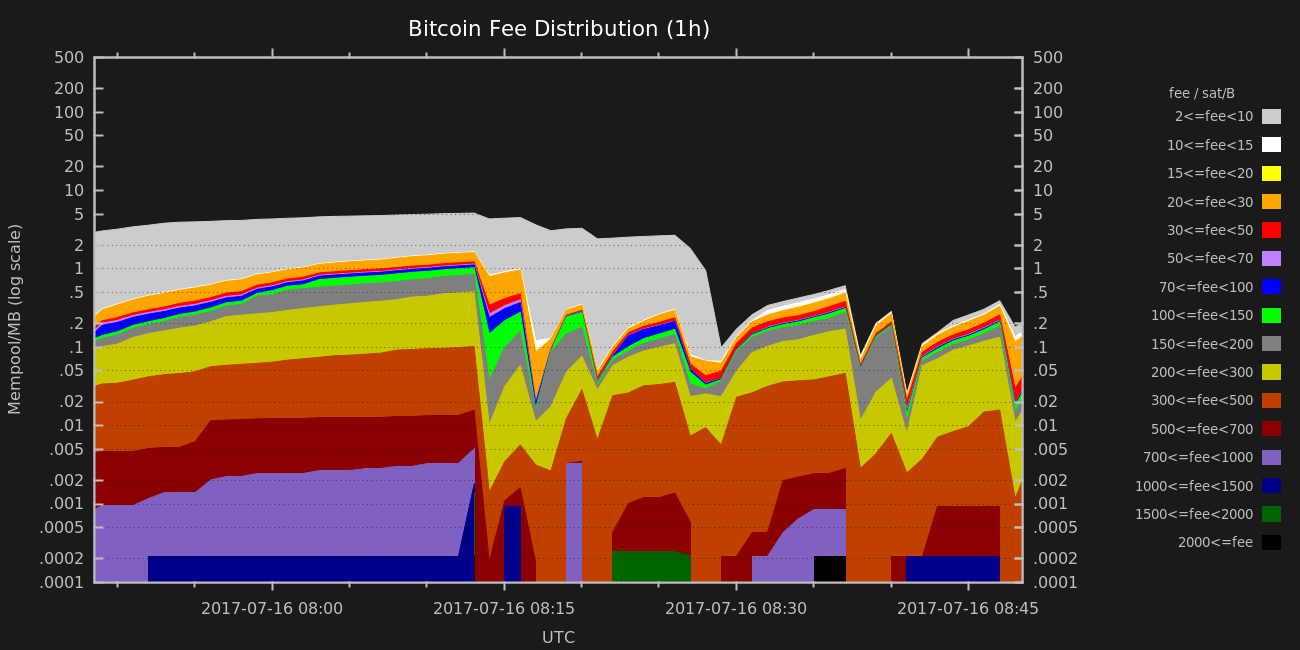 Bitcoin Fee Distribution (1h)
Mempool/MB (log scale)
500 500
200 200
100 100
50 50
20 20
10 10
5 5
2 2
1 1
.5 .5
.2 .2
.1 .1
.05 .05
.02 .02
.01 .01
.005 .005
.002 .002
.001 .001
.0005 .0005
.0002 .0002
.0001 .0001
2017-07-16 08:00 2017-07-16 08:15 2017-07-16 08:30 2017-07-16 08:45
UTC
fee / sat/B
2<=fee<10
10<=fee<15
15<=fee<20
20<=fee<30
30<=fee<50
50<=fee<70
70<=fee<100
100<=fee<150
150<=fee<200
200<=fee<300
300<=fee<500
500<=fee<700
700<=fee<1000
1000<=fee<1500
1500<=fee<2000
2000<=fee